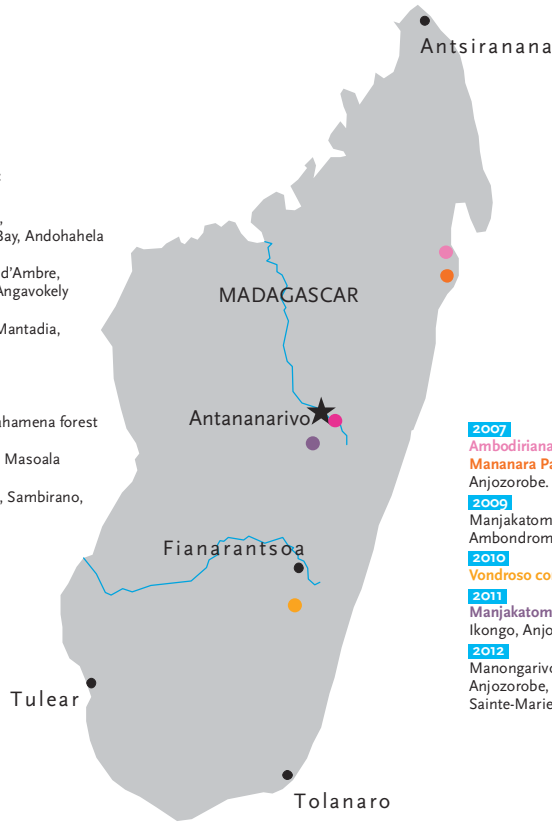 Antsiranana
:
,
Bay, Andohahela
d'Ambre,
Angavokely
MADAGASCAR
Mantadia,
Antananarivo
ahamena forest
Masoala
, Sambirano,
2007
Ambodiriana
Mananara Pa
Anjozorobe.
2009
Manjakatom
Ambondrom
2010
Vondroso co
2011
Manjakatom
Ikongo, Anjo
2012
Manongarivo
Anjozorobe,
Sainte-Marie
Fianarantsoa
Tulear
Tolanaro